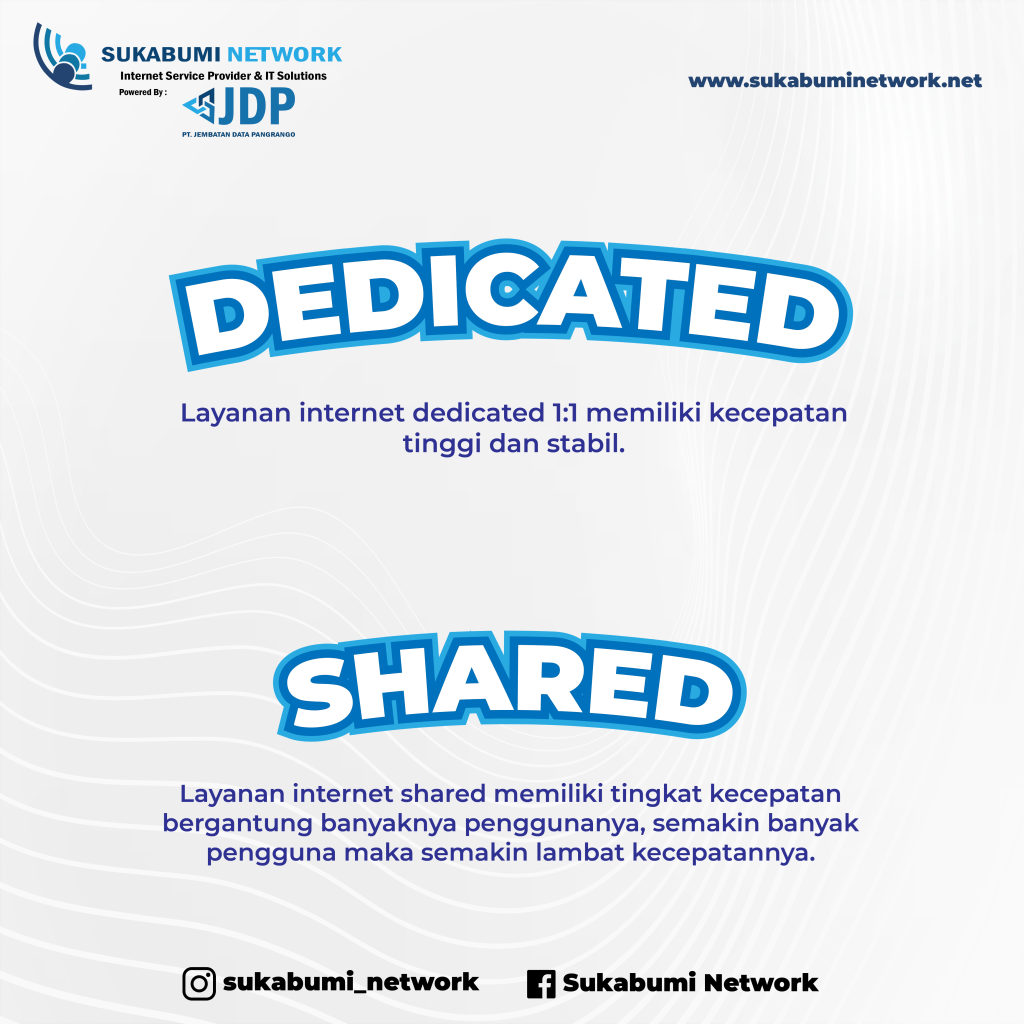 SUKABUMI NETWORK
Internet Service Provider & IT Solutions
Powered By :
JDP
PT. JEMBATAN DATA PANGRANGO
www.sukabuminetwork.net
DEDICATED
Layanan internet dedicated 1:1 memiliki kecepatan
tinggi dan stabil.
SHARED
Layanan internet shared memiliki tingkat kecepatan
bergantung banyaknya penggunanya, semakin banyak
pengguna maka semakin lambat kecepatannya.
sukabumi_network
Sukabumi Network